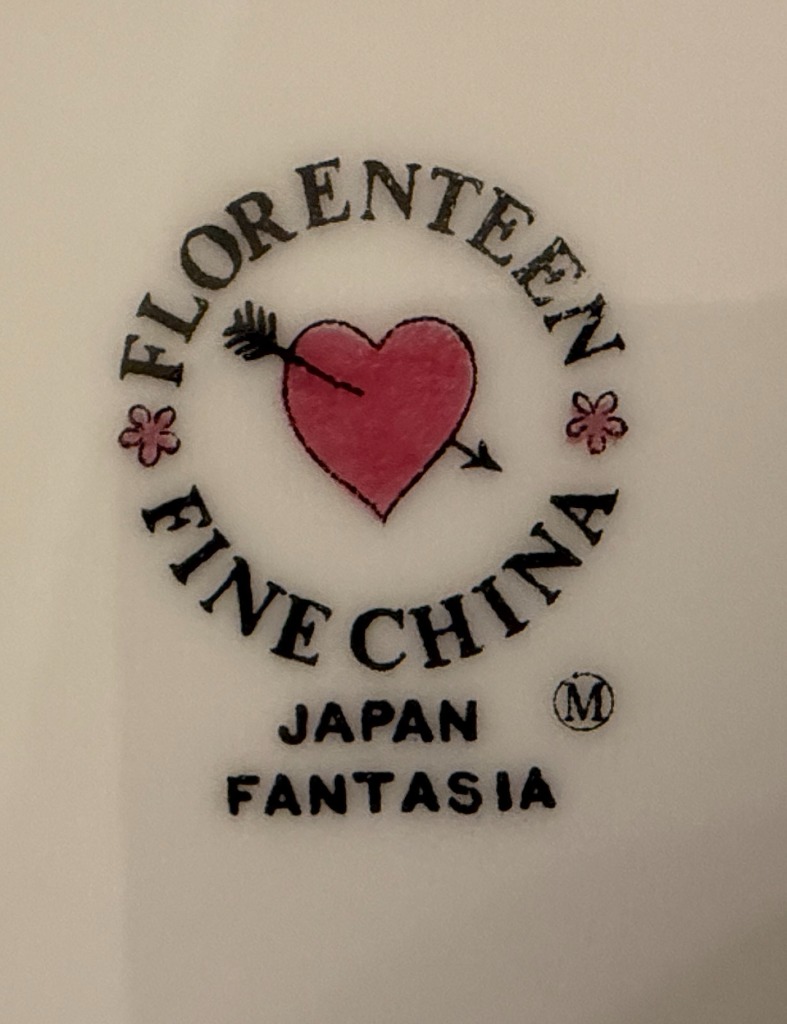 FLORENTEEN
FINE CHINA
Ⓜ
JAPAN
FANTASIA